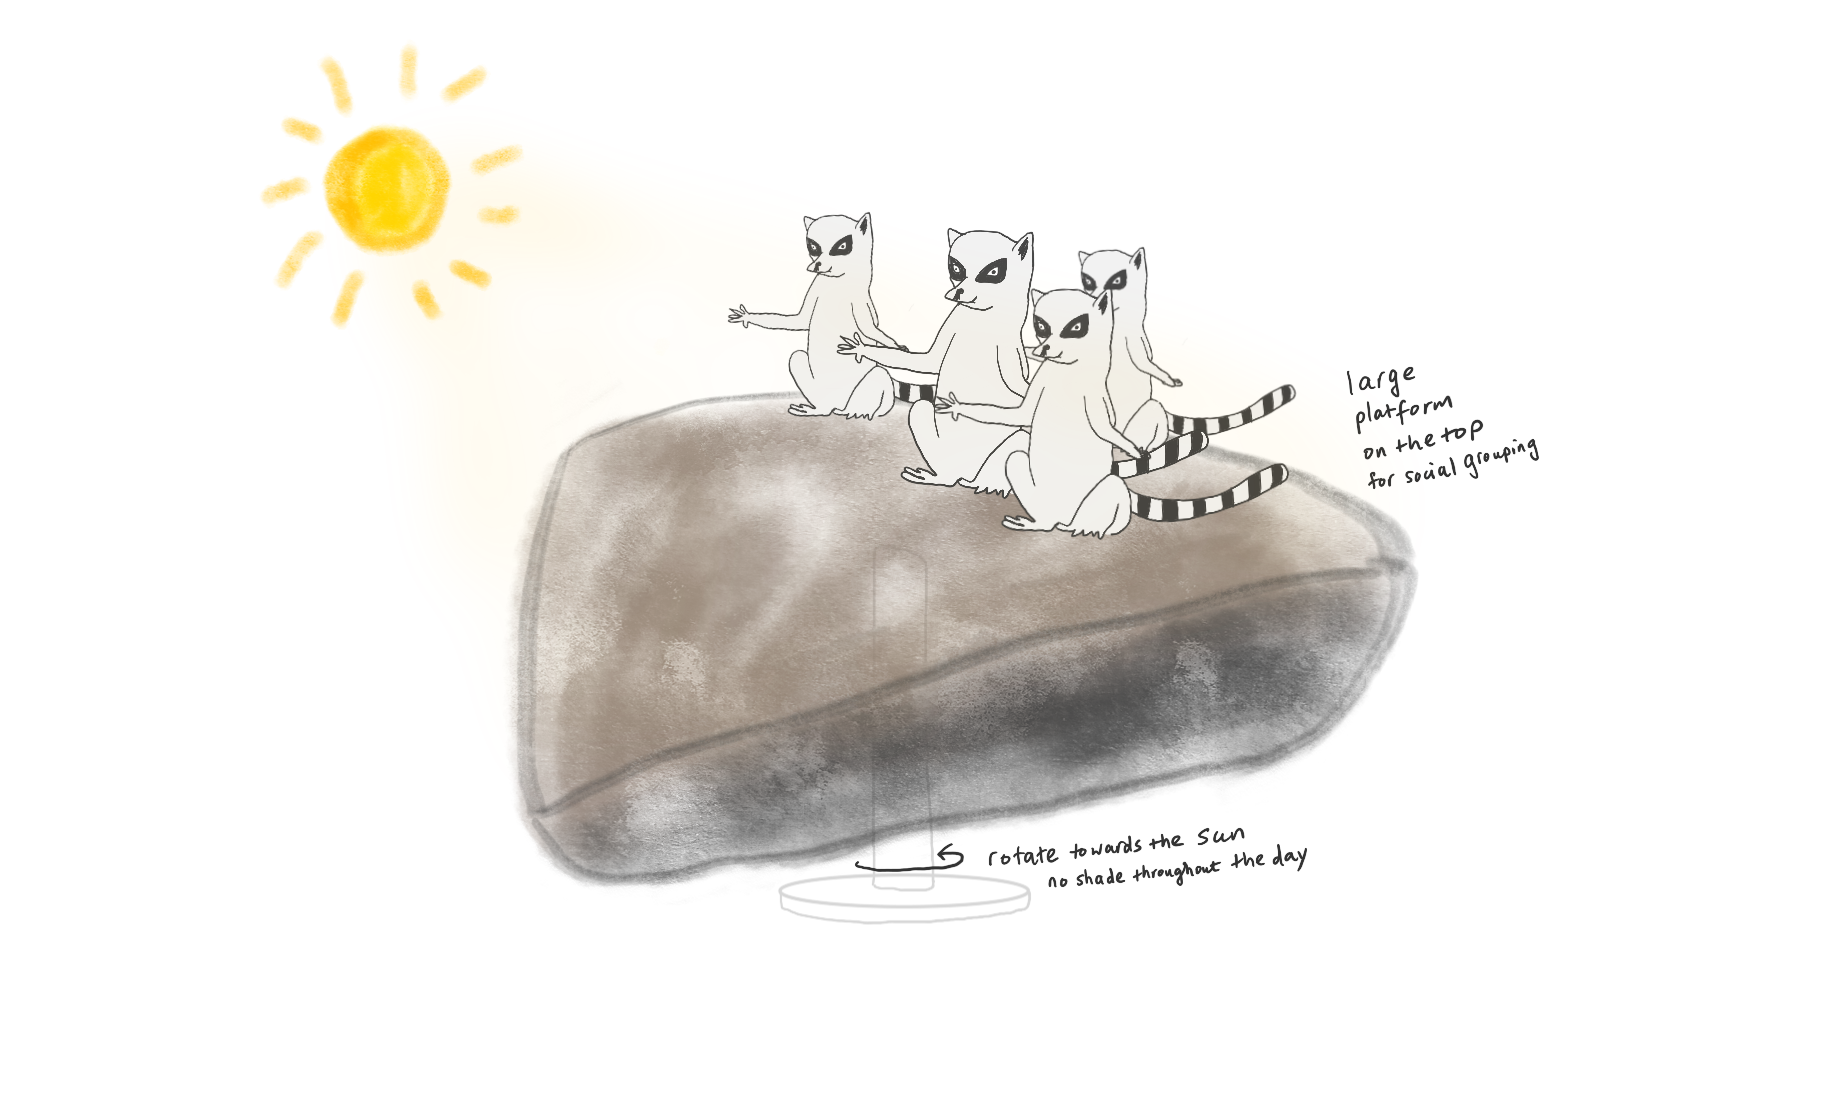 large
platform
on the top
for social grouping
rotate towards the sun
no shade throughout the day